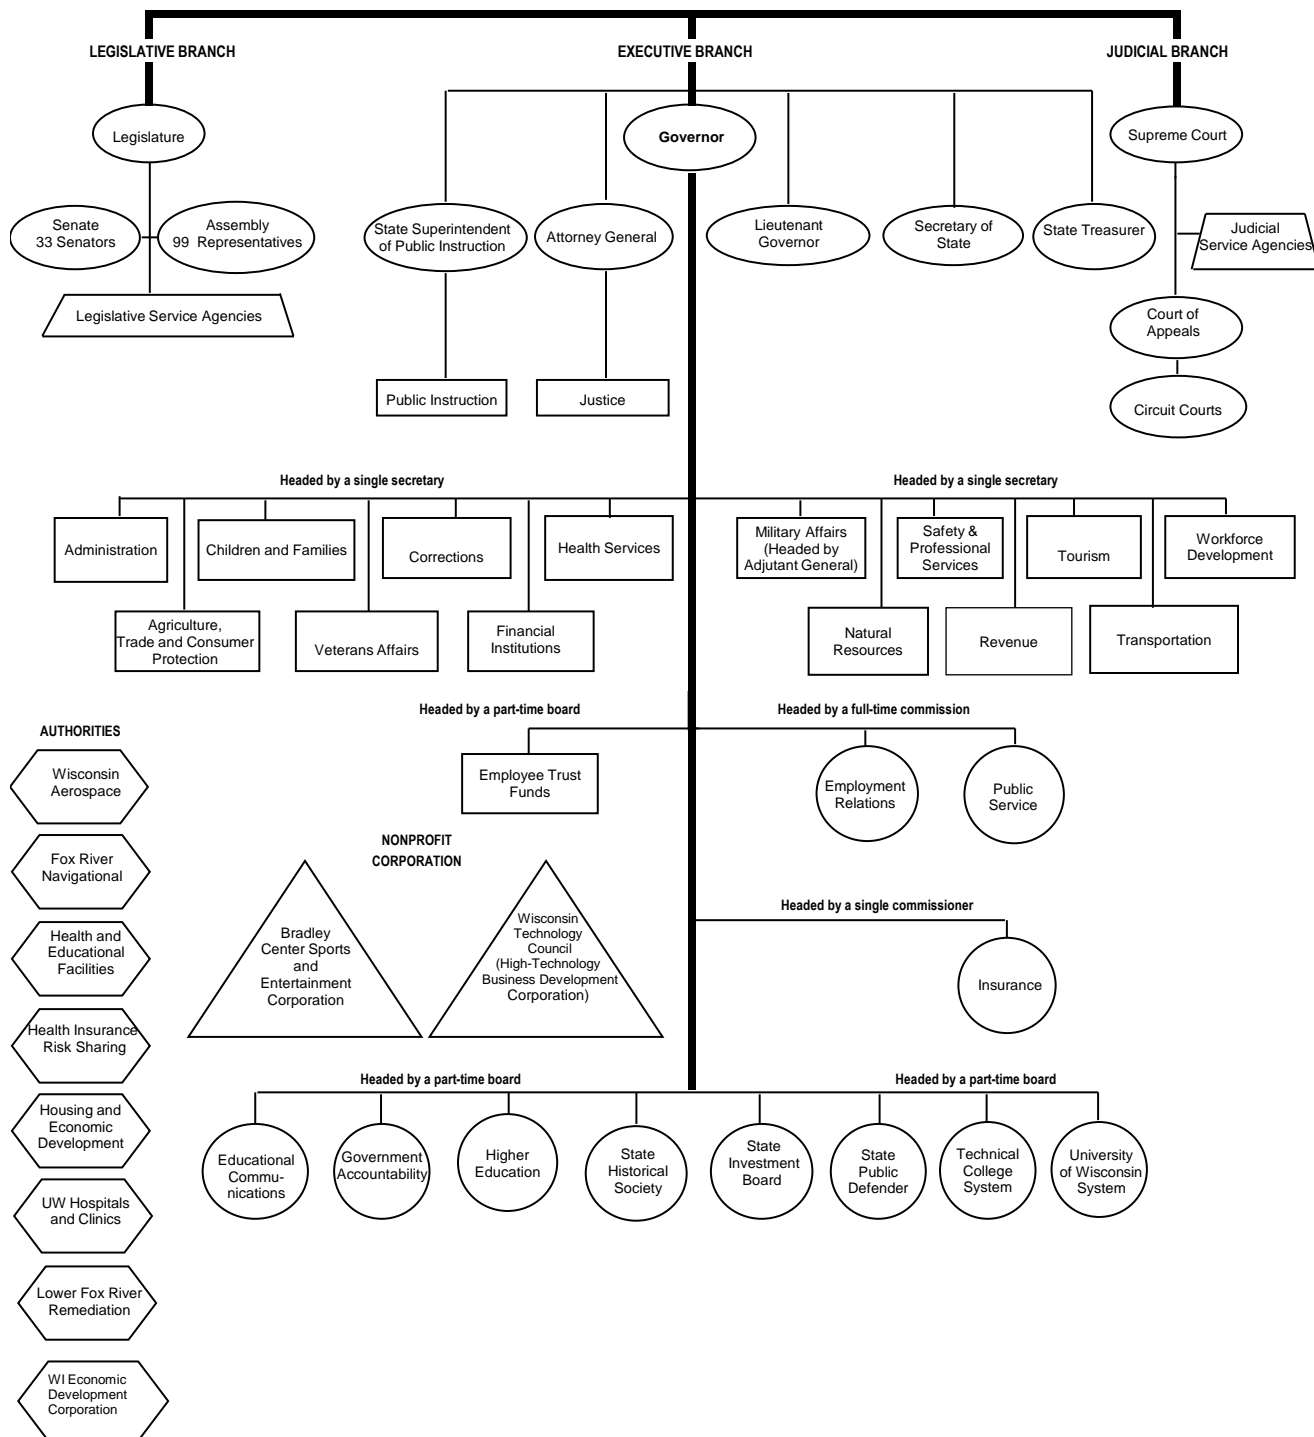 LEGISLATIVE BRANCH
EXECUTIVE BRANCH
JUDICIAL BRANCH
Legislature
Governor
Supreme Court
Senate
33 Senators
Assembly
99 Representatives
State Superintendent
of Public Instruction
Attorney General
Lieutenant
Governor
Secretary of
State
State Treasurer
Judicial
Service Agencies
Legislative Service Agencies
Court of
Appeals
Public Instruction
Justice
Circuit Courts
Headed by a single secretary
Headed by a single secretary
Administration
Children and Families
Corrections
Health Services
Military Affairs
(Headed by
Adjutant General)
Safety &
Professional
Services
Tourism
Workforce
Development
Agriculture,
Trade and Consumer
Protection
Veterans Affairs
Financial
Institutions
Natural
Resources
Revenue
Transportation
Headed by a part-time board
Headed by a full-time commission
AUTHORITIES
Wisconsin
Aerospace
Employee Trust
Funds
Employment
Relations
Public
Service
NONPROFIT
CORPORATION
Fox River
Navigational
Bradley
Center Sports
and
Entertainment
Corporation
Wisconsin
Technology
Council
(High-Technology
Business Development
Corporation)
Headed by a single commissioner
Insurance
Health and
Educational
Facilities
Health Insurance
Risk Sharing
Headed by a part-time board
Headed by a part-time board
Housing and
Economic
Development
Educational
Commu-
nications
Government
Accountability
Higher
Education
State
Historical
Society
State
Investment
Board
State
Public
Defender
Technical
College
System
University
of Wisconsin
System
UW Hospitals
and Clinics
Lower Fox River
Remediation
WI Economic
Development
Corporation